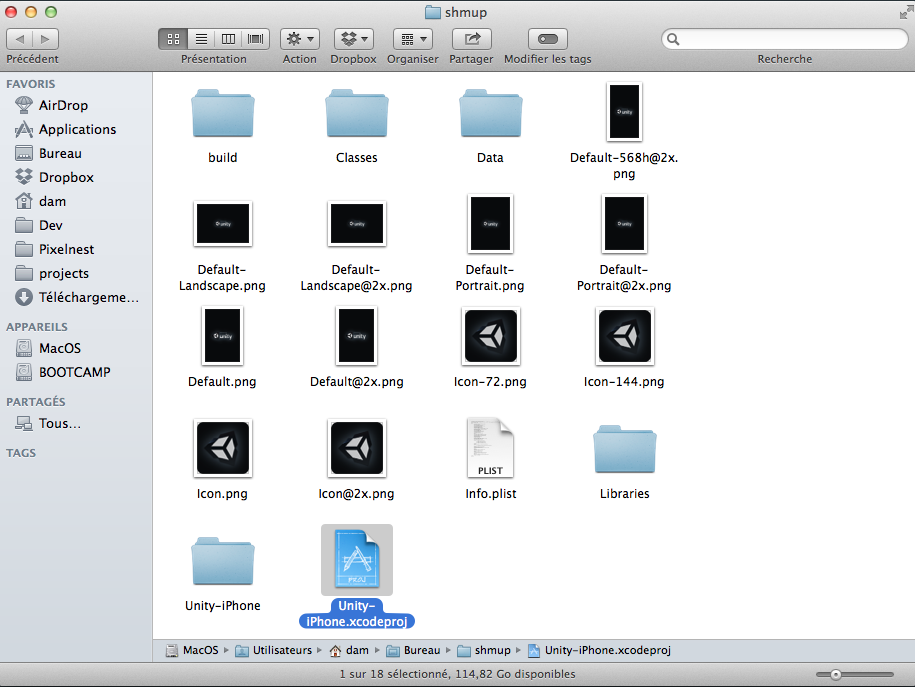 shmup
Précédent
Présentation
Action
Dropbox
Organiser
Partager
Modifier les tags
Recherche
FAVORIS
AirDrop
Applications
Bureau
Dropbox
dam
Dev
Pixelnest
projects
Téléchargeme…
APPAREILS
MacOS
BOOTCAMP
PARTAGÉS
Tous…
TAGS
build
Classes
Data
unity
Default-568h@2x.
png
unity
Default-
Landscape.png
unity
Default-
Landscape@2x.png
unity
Default-
Portrait.png
unity
Default-
Portrait@2x.png
unity
Default.png
unity
Default@2x.png
Icon-72.png
Icon-144.png
Icon.png
Icon@2x.png
PLIST
Info.plist
Libraries
Unity-iPhone
Unity-
iPhone.xcodeproj
MacOS ▸ Utilisateurs ▸ dam ▸ Bureau ▸ shmup ▸ Unity-iPhone.xcodeproj
1 sur 18 sélectionné, 114,82 Go disponibles